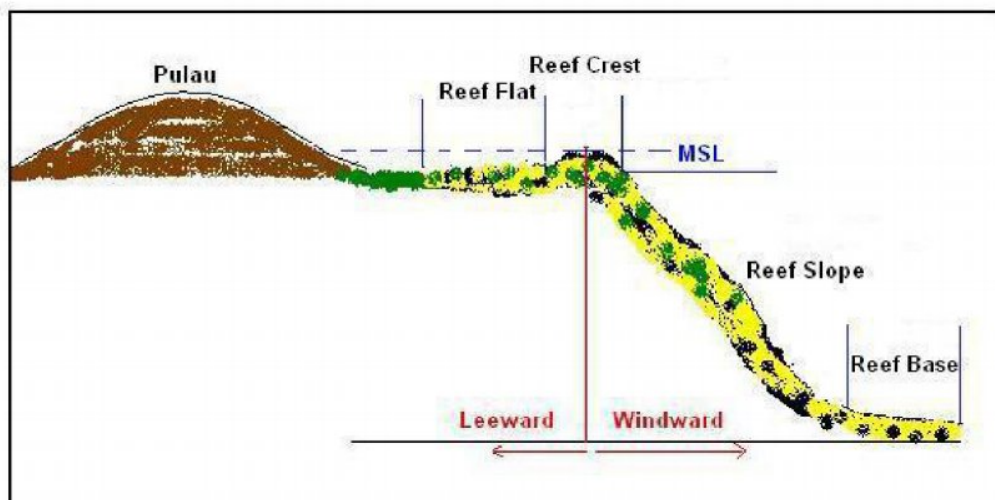 Pulau
Reef Crest
Reef Flat
MSL
Reef Slope
Reef Base
Leeward
Windward